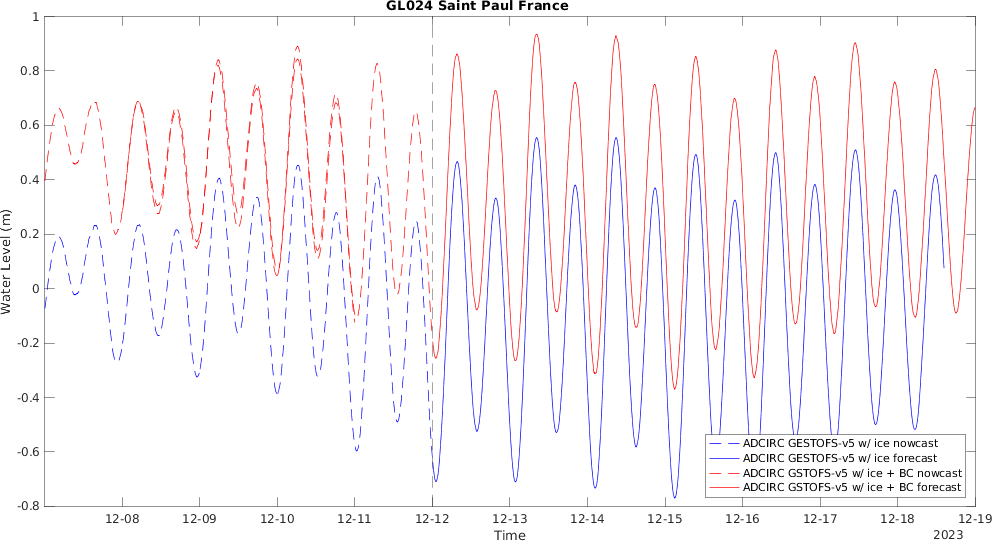 GL024 Saint Paul France
Water Level (m)
1
0.8
0.6
0.4
0.2
0
-0.2
-0.4
-0.6
-0.8
ADCIRC GESTOFS-v5 w/ ice nowcast
ADCIRC GESTOFS-v5 w/ ice forecast
ADCIRC GSTOFS-v5 w/ ice + BC nowcast
ADCIRC GSTOFS-v5 w/ ice + BC forecast
12-08 12-09 12-10 12-11 12-12 12-13 12-14 12-15 12-16 12-17 12-18 12-19
Time
2023